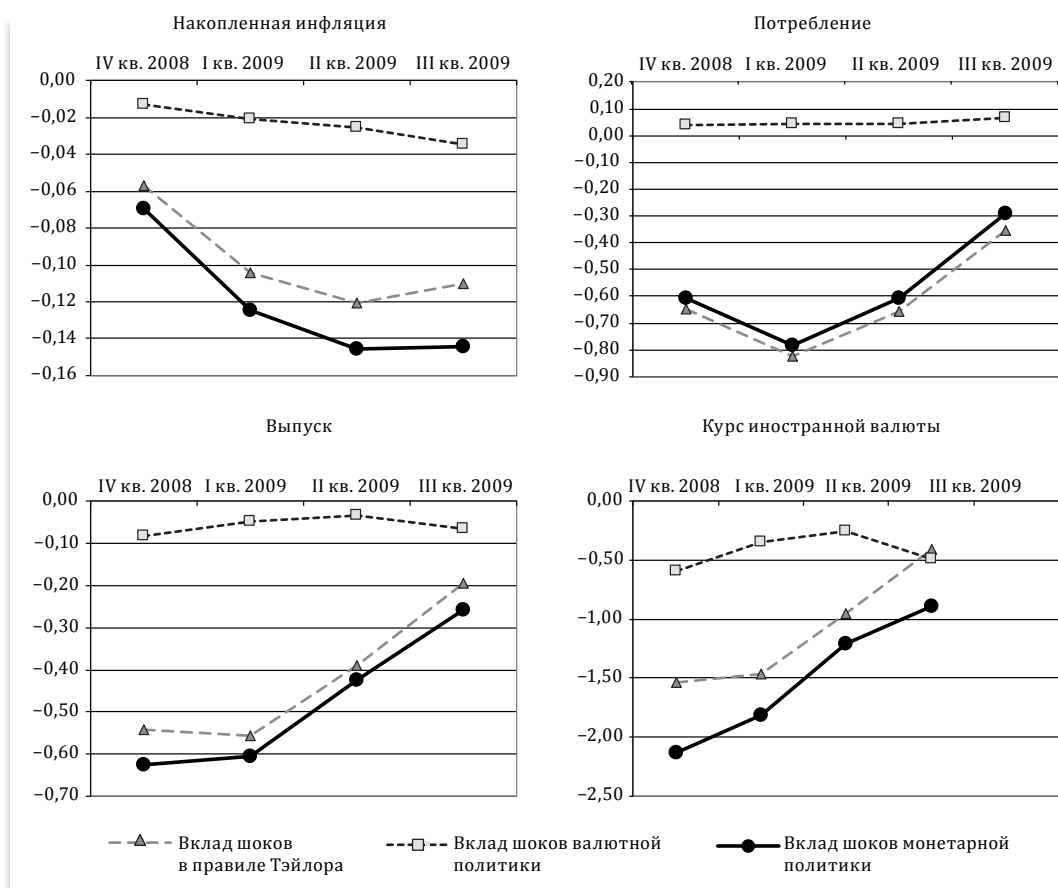 Накопленная инфляция
IV кв. 2008 I кв. 2009 II кв. 2009 III кв. 2009
0,00
−0,02
−0,04
−0,06
−0,08
−0,10
−0,12
−0,14
−0,16
Потребление
IV кв. 2008 I кв. 2009 II кв. 2009 III кв. 2009
0,20
0,10
0,00
−0,10
−0,20
−0,30
−0,40
−0,50
−0,60
−0,70
−0,80
−0,90
Выпуск
IV кв. 2008 I кв. 2009 II кв. 2009 III кв. 2009
0,00
−0,10
−0,20
−0,30
−0,40
−0,50
−0,60
−0,70
Курс иностранной валюты
IV кв. 2008 I кв. 2009 II кв. 2009 III кв. 2009
0,00
−0,50
−1,00
−1,50
−2,00
−2,50
Вклад шоков
в правиле Тэйлора
Вклад шоков валютной
политики
Вклад шоков монетарной
политики